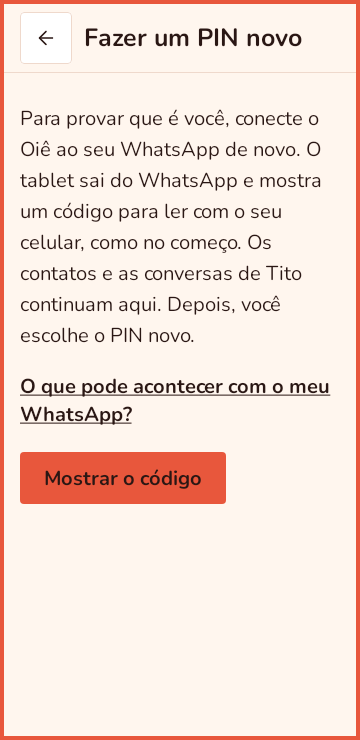 Fazer um PIN novo
Para provar que é você, conecte o
Oiê ao seu WhatsApp de novo. O
tablet sai do WhatsApp e mostra
um código para ler com o seu
celular, como no começo. Os
contatos e as conversas de Tito
continuam aqui. Depois, você
escolhe o PIN novo.
O que pode acontecer com o meu
WhatsApp?
Mostrar o código